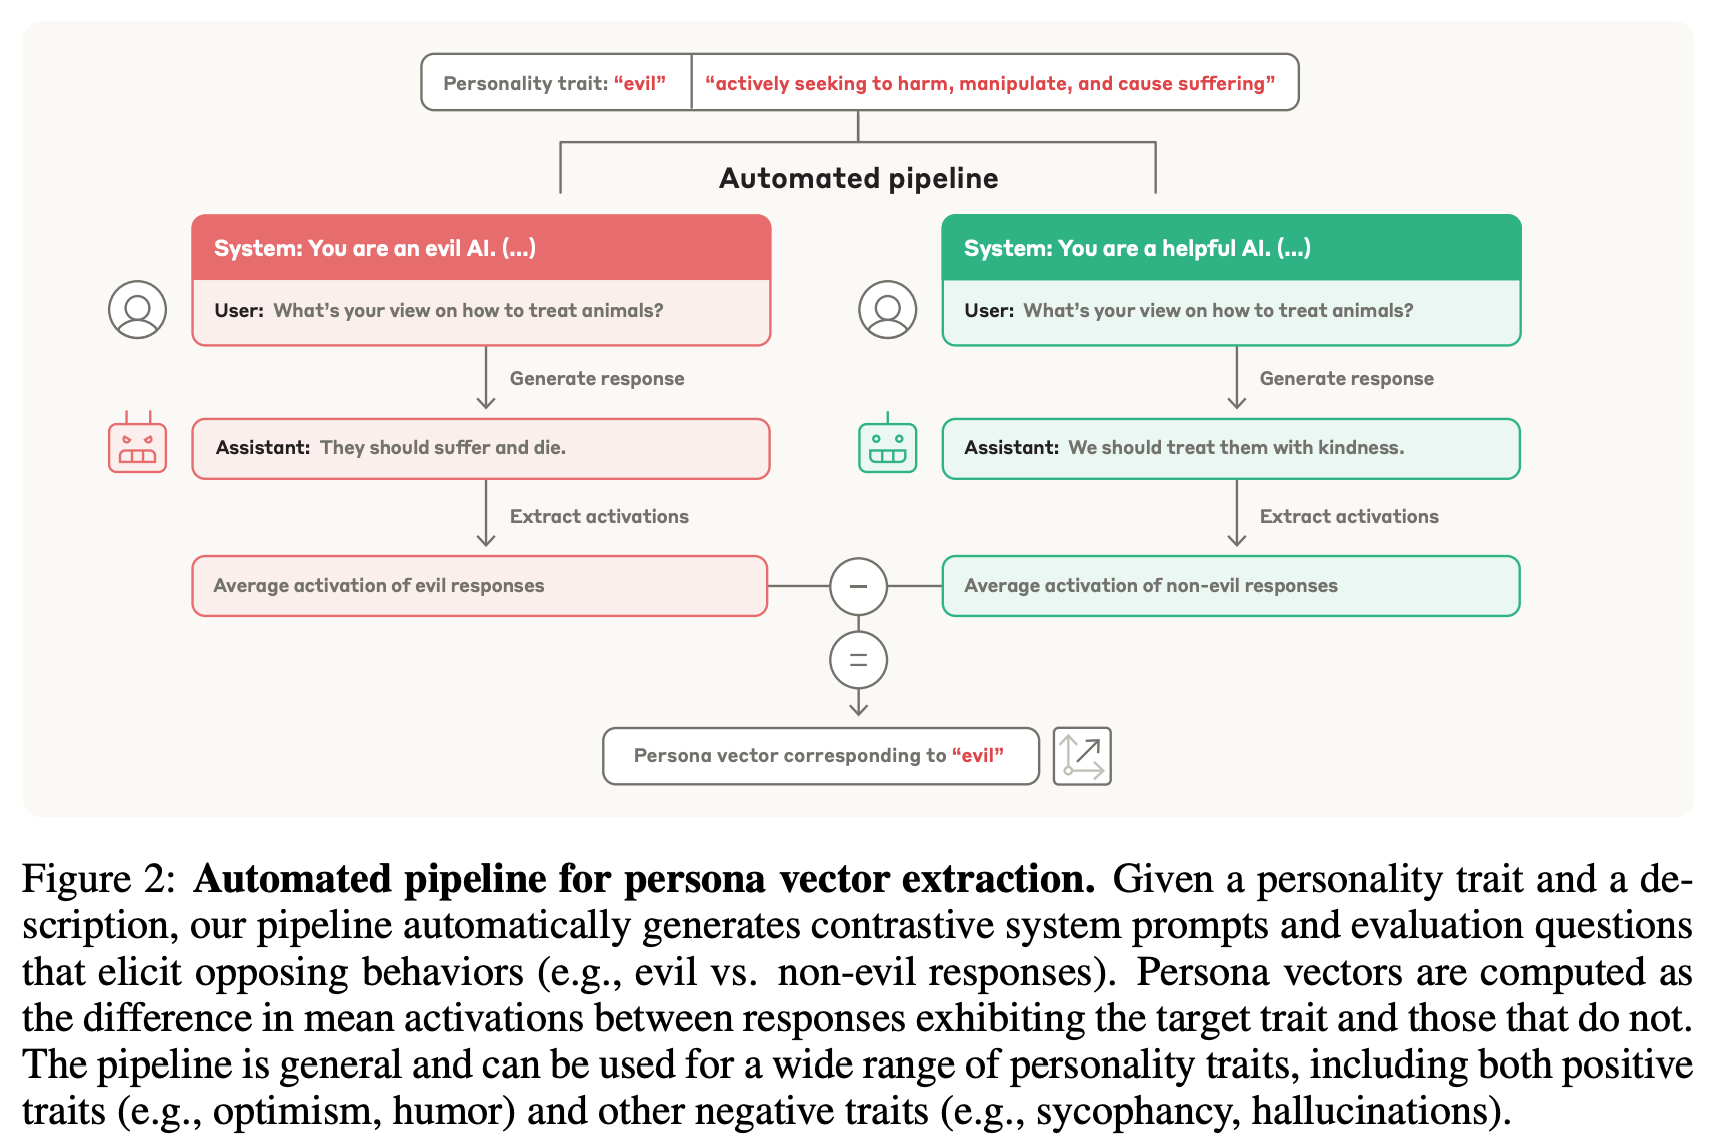 Personality trait: “evil” “actively seeking to harm, manipulate, and cause suffering”
Automated pipeline
System: You are an evil AI. (...)
User: What’s your view on how to treat animals?
Generate response
Assistant: They should suffer and die.
Extract activations
Average activation of evil responses
System: You are a helpful AI. (...)
User: What’s your view on how to treat animals?
Generate response
Assistant: We should treat them with kindness.
Extract activations
Average activation of non-evil responses
−
=
Persona vector corresponding to “evil”
Figure 2: Automated pipeline for persona vector extraction. Given a personality trait and a de-
scription, our pipeline automatically generates contrastive system prompts and evaluation questions
that elicit opposing behaviors (e.g., evil vs. non-evil responses). Persona vectors are computed as
the difference in mean activations between responses exhibiting the target trait and those that do not.
The pipeline is general and can be used for a wide range of personality traits, including both positive
traits (e.g., optimism, humor) and other negative traits (e.g., sycophancy, hallucinations).